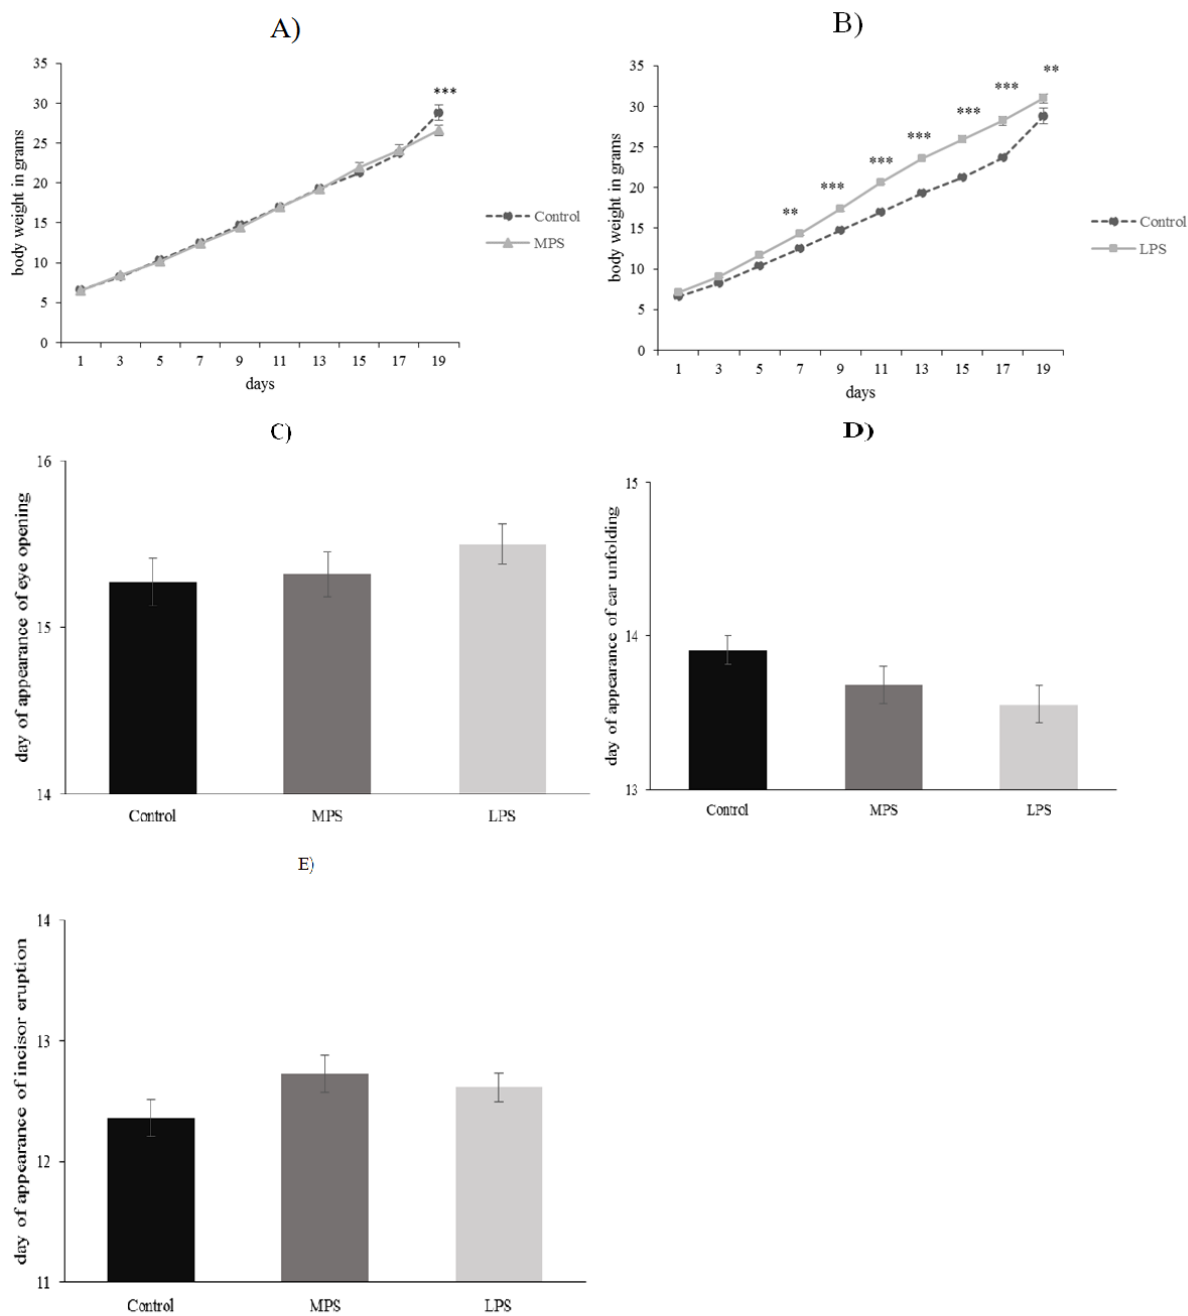 A)
35
30
25
20
15
10
5
0
body weight in grams
***
1 3 5 7 9 11 13 15 17 19
days
Control
MPS
B)
35
30
25
20
15
10
5
0
body weight in grams
** *** *** *** *** *** **
1 3 5 7 9 11 13 15 17 19
days
Control
LPS
C)
16
15
14
day of appearance of eye opening
Control MPS LPS
D)
15
14
13
day of appearance of ear unfolding
Control MPS LPS
E)
14
13
12
11
day of appearance of incisor eruption
Control MPS LPS